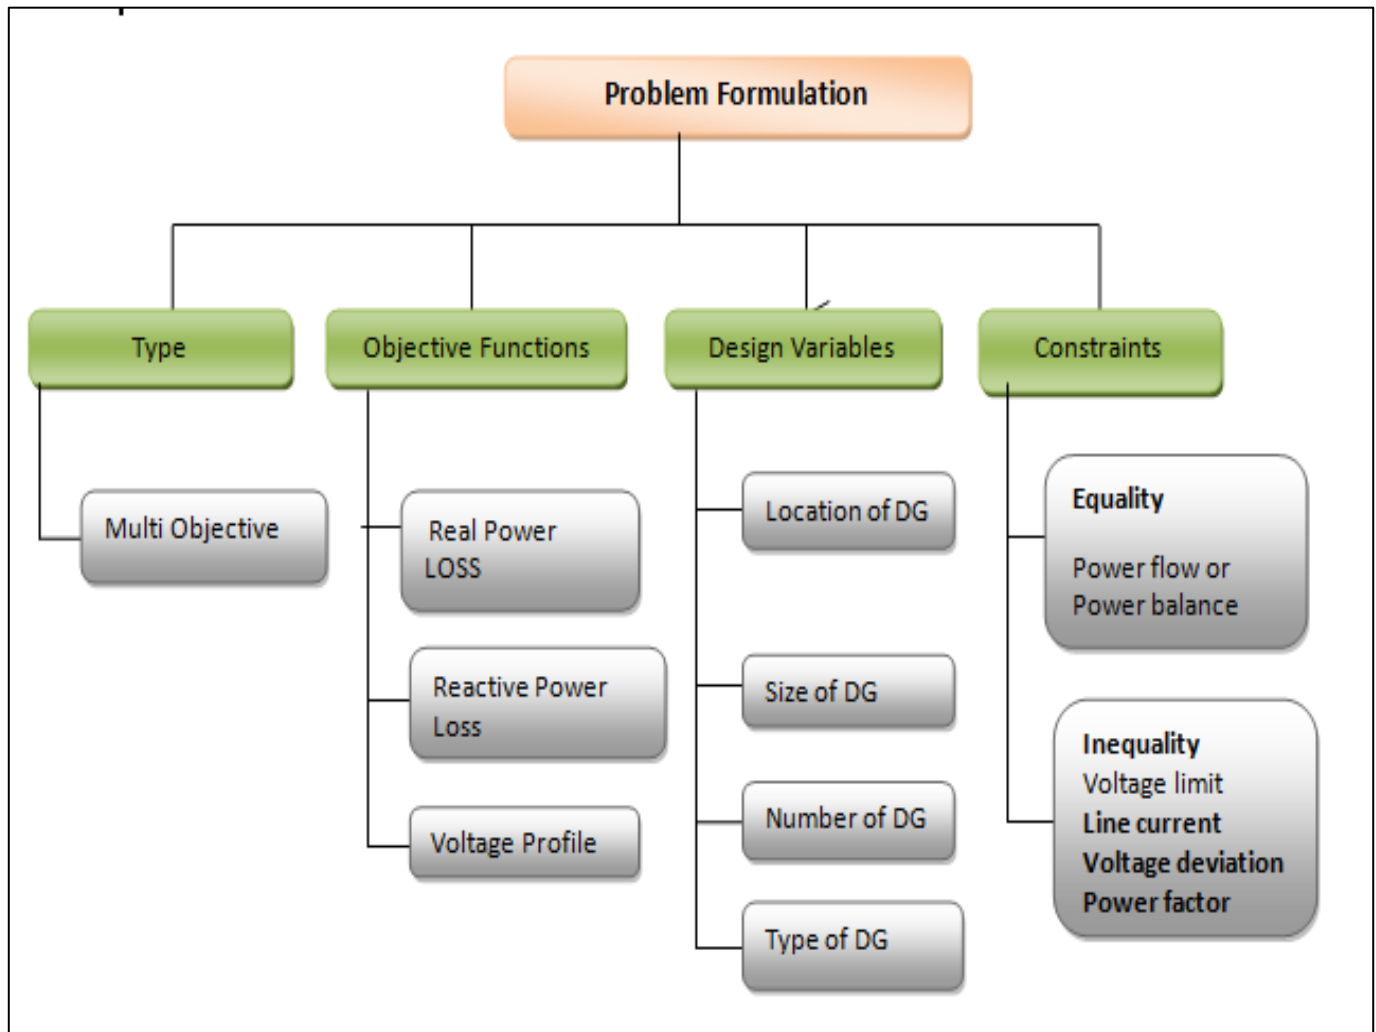 Problem Formulation
Type
Objective Functions
Design Variables
Constraints
Multi Objective
Real Power
LOSS
Reactive Power
Loss
Voltage Profile
Location of DG
Size of DG
Number of DG
Type of DG
Equality
Power flow or
Power balance
Inequality
Voltage limit
Line current
Voltage deviation
Power factor